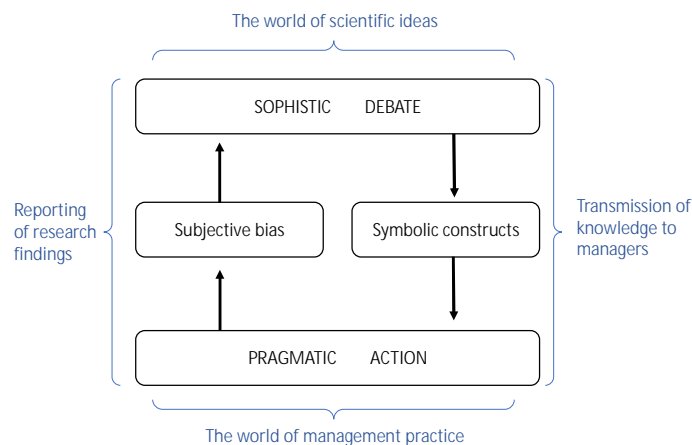 The world of scientific ideas
SOPHISTIC DEBATE
Reporting
of research
findings
Subjective bias
Symbolic constructs
Transmission of
knowledge to
managers
PRAGMATIC ACTION
The world of management practice